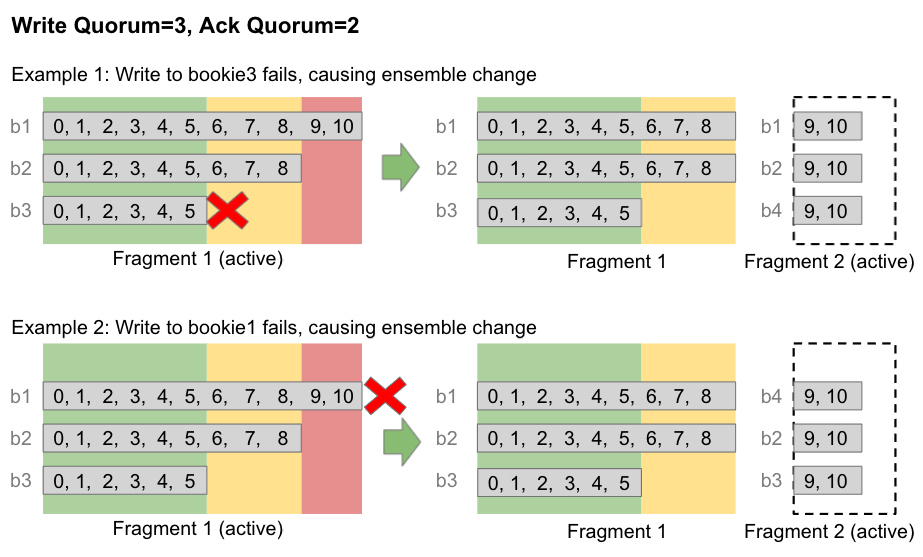 Write Quorum=3, Ack Quorum=2
Example 1: Write to bookie3 fails, causing ensemble change
b1 0, 1, 2, 3, 4, 5, 6, 7, 8, 9, 10
b2 0, 1, 2, 3, 4, 5, 6, 7, 8
b3 0, 1, 2, 3, 4, 5
Fragment 1 (active)
b1 0, 1, 2, 3, 4, 5, 6, 7, 8
b2 0, 1, 2, 3, 4, 5, 6, 7, 8
b3 0, 1, 2, 3, 4, 5
Fragment 1
b1 9, 10
b2 9, 10
b4 9, 10
Fragment 2 (active)
Example 2: Write to bookie1 fails, causing ensemble change
b1 0, 1, 2, 3, 4, 5, 6, 7, 8, 9, 10
b2 0, 1, 2, 3, 4, 5, 6, 7, 8
b3 0, 1, 2, 3, 4, 5
Fragment 1 (active)
b1 0, 1, 2, 3, 4, 5, 6, 7, 8
b2 0, 1, 2, 3, 4, 5, 6, 7, 8
b3 0, 1, 2, 3, 4, 5
Fragment 1
b4 9, 10
b2 9, 10
b3 9, 10
Fragment 2 (active)